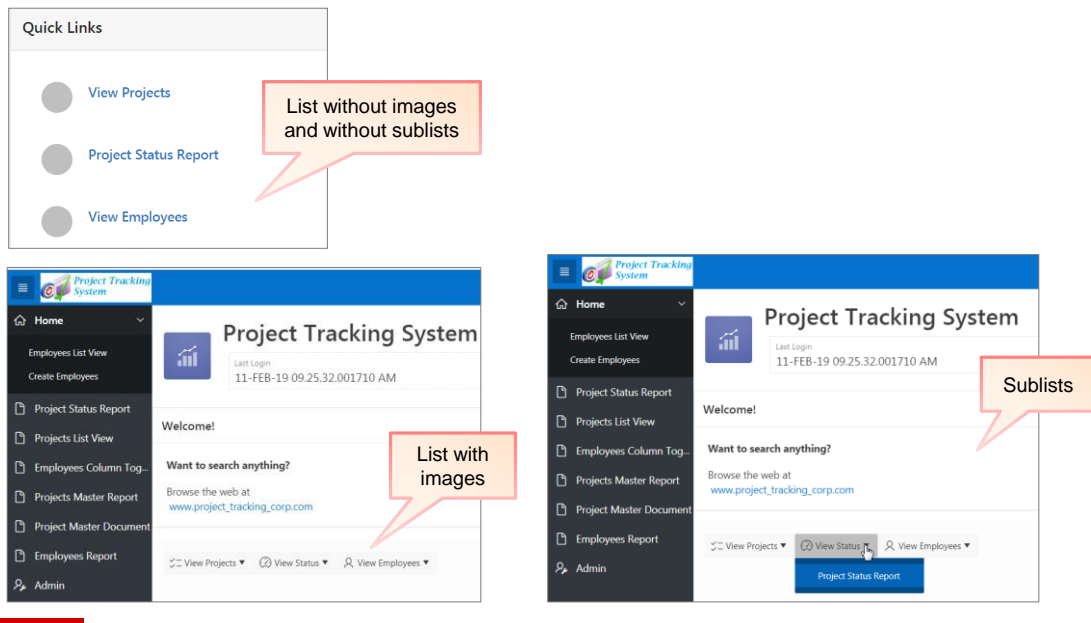 Quick Links
View Projects
Project Status Report
View Employees
List without images
and without sublists
Project Tracking
System
Home
Employees List View
Create Employees
Project Status Report
Projects List View
Employees Column Tog...
Projects Master Report
Project Master Document
Employees Report
Admin
Project Tracking System
Last Login
11-FEB-19 09.25.32.001710 AM
Welcome!
Want to search anything?
Browse the web at
www.project_tracking_corp.com
View Projects ▼ View Status ▼ View Employees ▼
List with
images
Project Tracking
System
Home
Employees List View
Create Employees
Project Status Report
Projects List View
Employees Column Tog...
Projects Master Report
Project Master Document
Employees Report
Admin
Project Tracking System
Last Login
11-FEB-19 09.25.32.001710 AM
Welcome!
Want to search anything?
Browse the web at
www.project_tracking_corp.com
View Projects ▼ View Status ▼ View Employees ▼
Project Status Report
Sublists